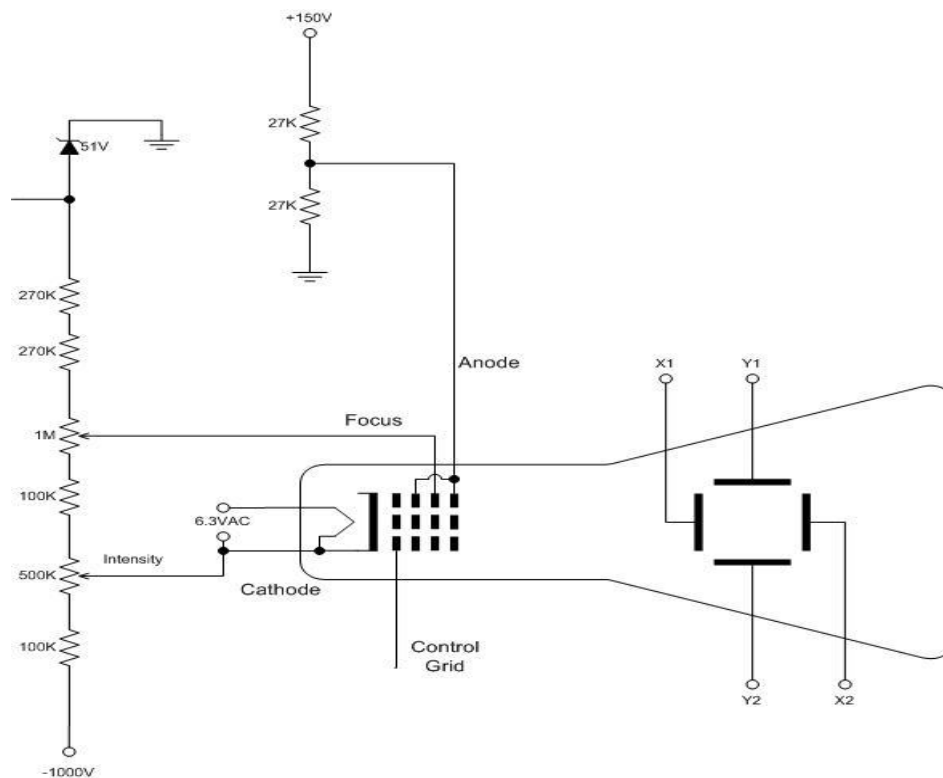 +150V
27K
51V
27K
270K
270K
Anode
X1
Y1
Focus
1M
100K
6.3VAC
Intensity
500K
Cathode
Control
Grid
100K
Y2
X2
-1000V